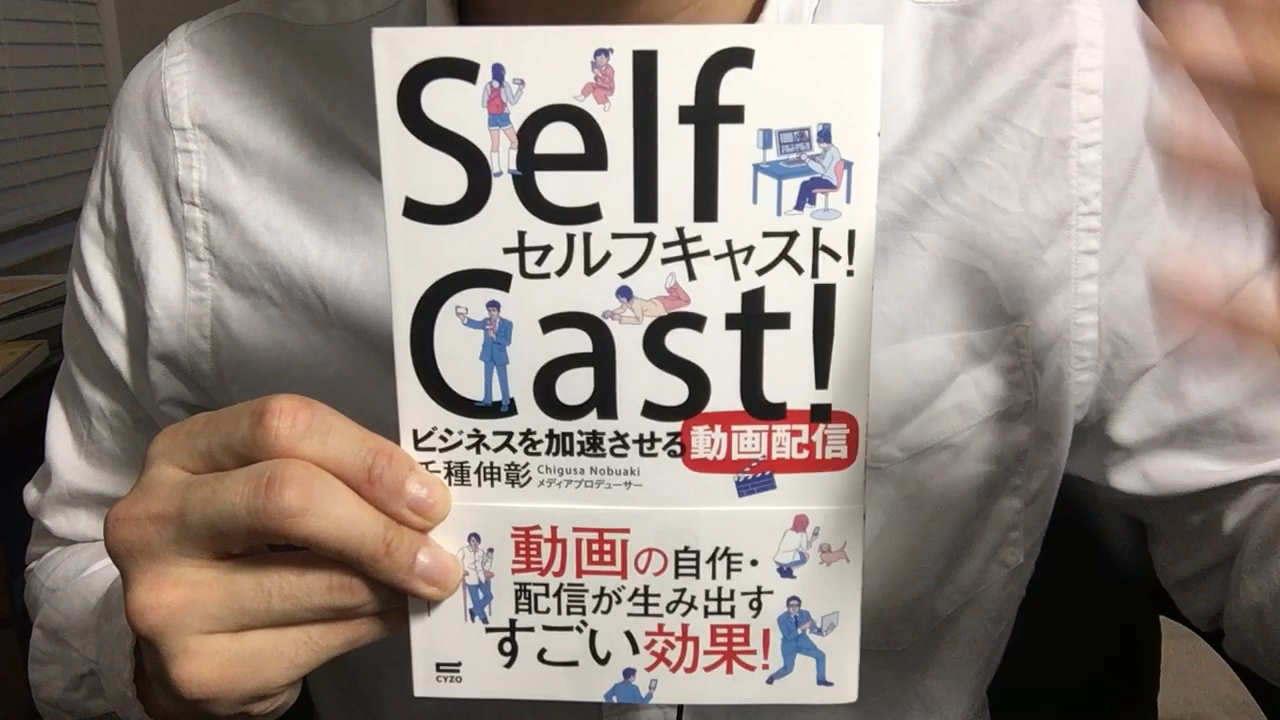 Self
セルフキャスト!
Cast!
ビジネスを加速させる動画配信
千種伸彰 Chigusa Nobuaki
メディアプロデューサー
動画の自作・
配信が生み出す
すごい効果!
CYZO